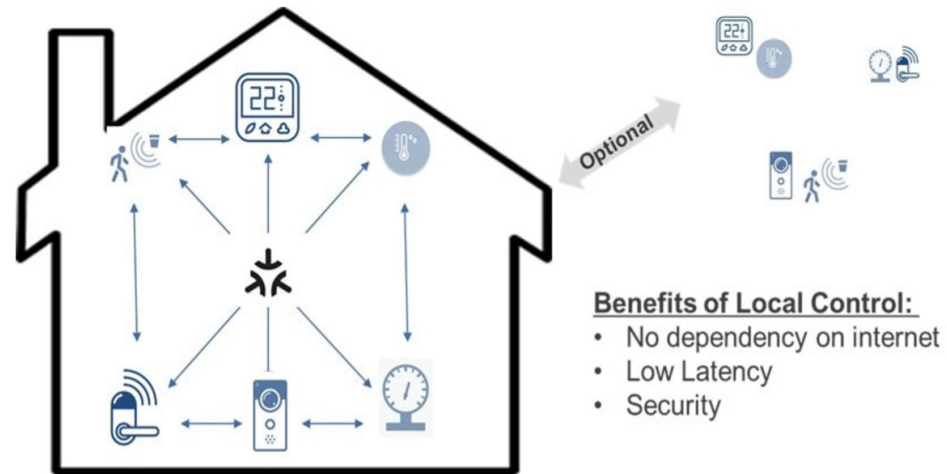 22
22
Optional
Benefits of Local Control:
• No dependency on internet
• Low Latency
• Security